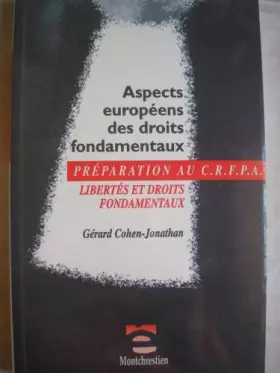 Aspects
européens
des droits
fondamentaux
PRÉPARATION AU C.R.F.P.A.
LIBERTÉS ET DROITS
FONDAMENTAUX
Gérard Cohen-Jonathan
Montchrestien